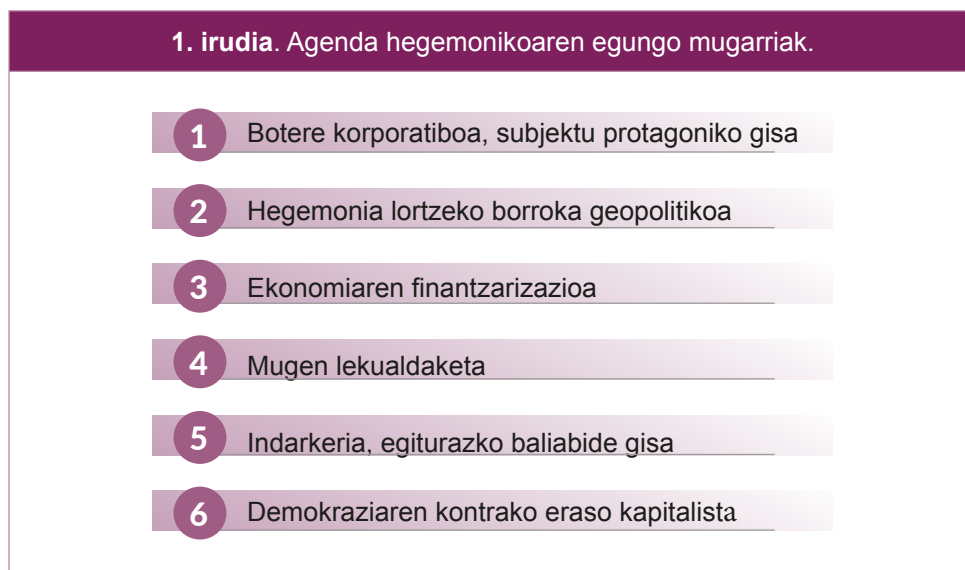 1. irudia. Agenda hegemonikoaren egungo mugarriak.
1 Botere korporatiboa, subjektu protagoniko gisa
2 Hegemonia lortzeko borroka geopolitikoa
3 Ekonomiaren finantzarizazioa
4 Mugen lekualdaketa
5 Indarkeria, egiturazko baliabide gisa
6 Demokraziaren kontrako eraso kapitalista